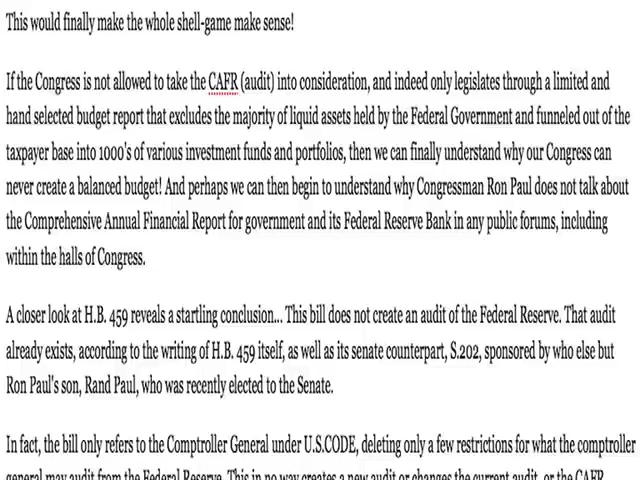 This would finally make the whole shell-game make sense!
If the Congress is not allowed to take the CAFR (audit) into consideration, and indeed only legislates through a limited and
hand selected budget report that excludes the majority of liquid assets held by the Federal Government and funneled out of the
taxpayer base into 1000's of various investment funds and portfolios, then we can finally understand why our Congress can
never create a balanced budget! And perhaps we can then begin to understand why Congressman Ron Paul does not talk about
the Comprehensive Annual Financial Report for government and its Federal Reserve Bank in any public forums, including
within the halls of Congress.
A closer look at H.B. 459 reveals a startling conclusion... This bill does not create an audit of the Federal Reserve. That audit
already exists, according to the writing of H.B. 459 itself, as well as its senate counterpart, S.202, sponsored by who else but
Ron Paul's son, Rand Paul, who was recently elected to the Senate.
In fact, the bill only refers to the Comptroller General under U.S.CODE, deleting only a few restrictions for what the comptroller
general may audit from the Federal Reserve. This in no way creates a new audit or changes the current audit, or the CAFR